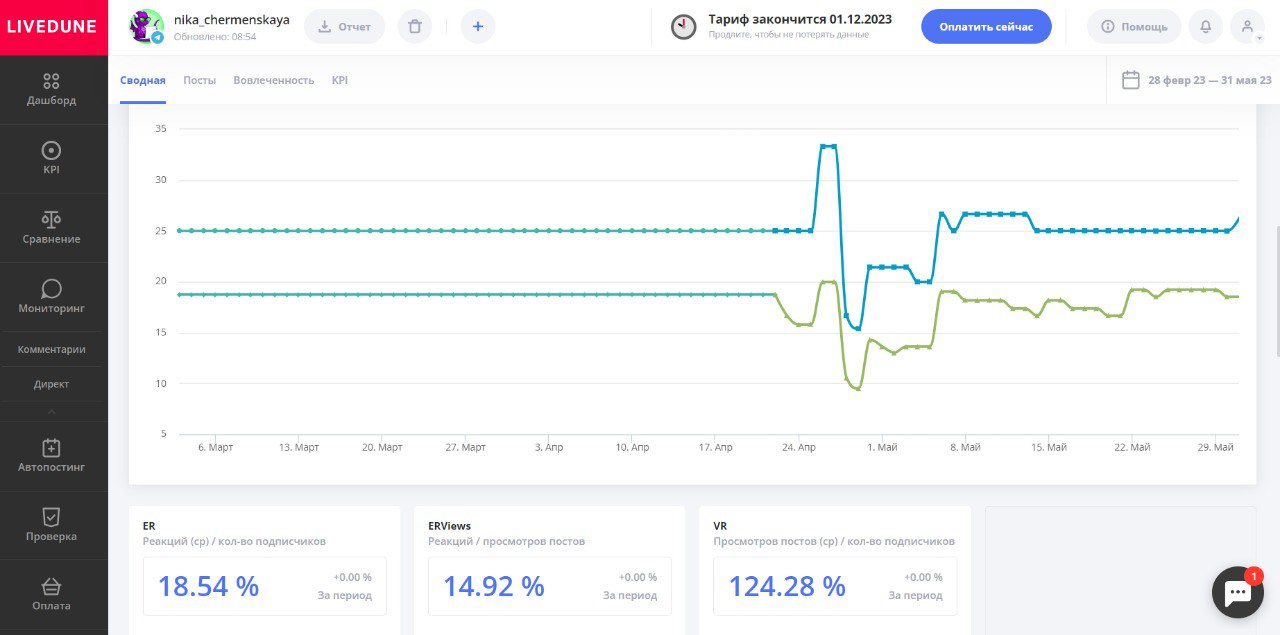 LIVEDUNE
nika_chermenskaya
Обновлено: 08:54
Отчет
+
Тариф закончится 01.12.2023
Продлите, чтобы не потерять данные
Оплатить сейчас
Помощь
Сводная
Посты
Вовлеченность
KPI
28 февр 23 — 31 мая 23
Дашборд
KPI
Сравнение
Мониторинг
Комментарии
Директ
Автопостинг
Проверка
Оплата
35
30
25
20
15
10
5
6. Март
13. Март
20. Март
27. Март
3. Апр
10. Апр
17. Апр
24. Апр
1. Май
8. Май
15. Май
22. Май
29. Май
ER
Реакций (ср) / кол-во подписчиков
18.54 %
+0.00 %
За период
ERViews
Реакций / просмотров постов
14.92 %
+0.00 %
За период
VR
Просмотров постов (ср) / кол-во подписчиков
124.28 %
+0.00 %
За период
1